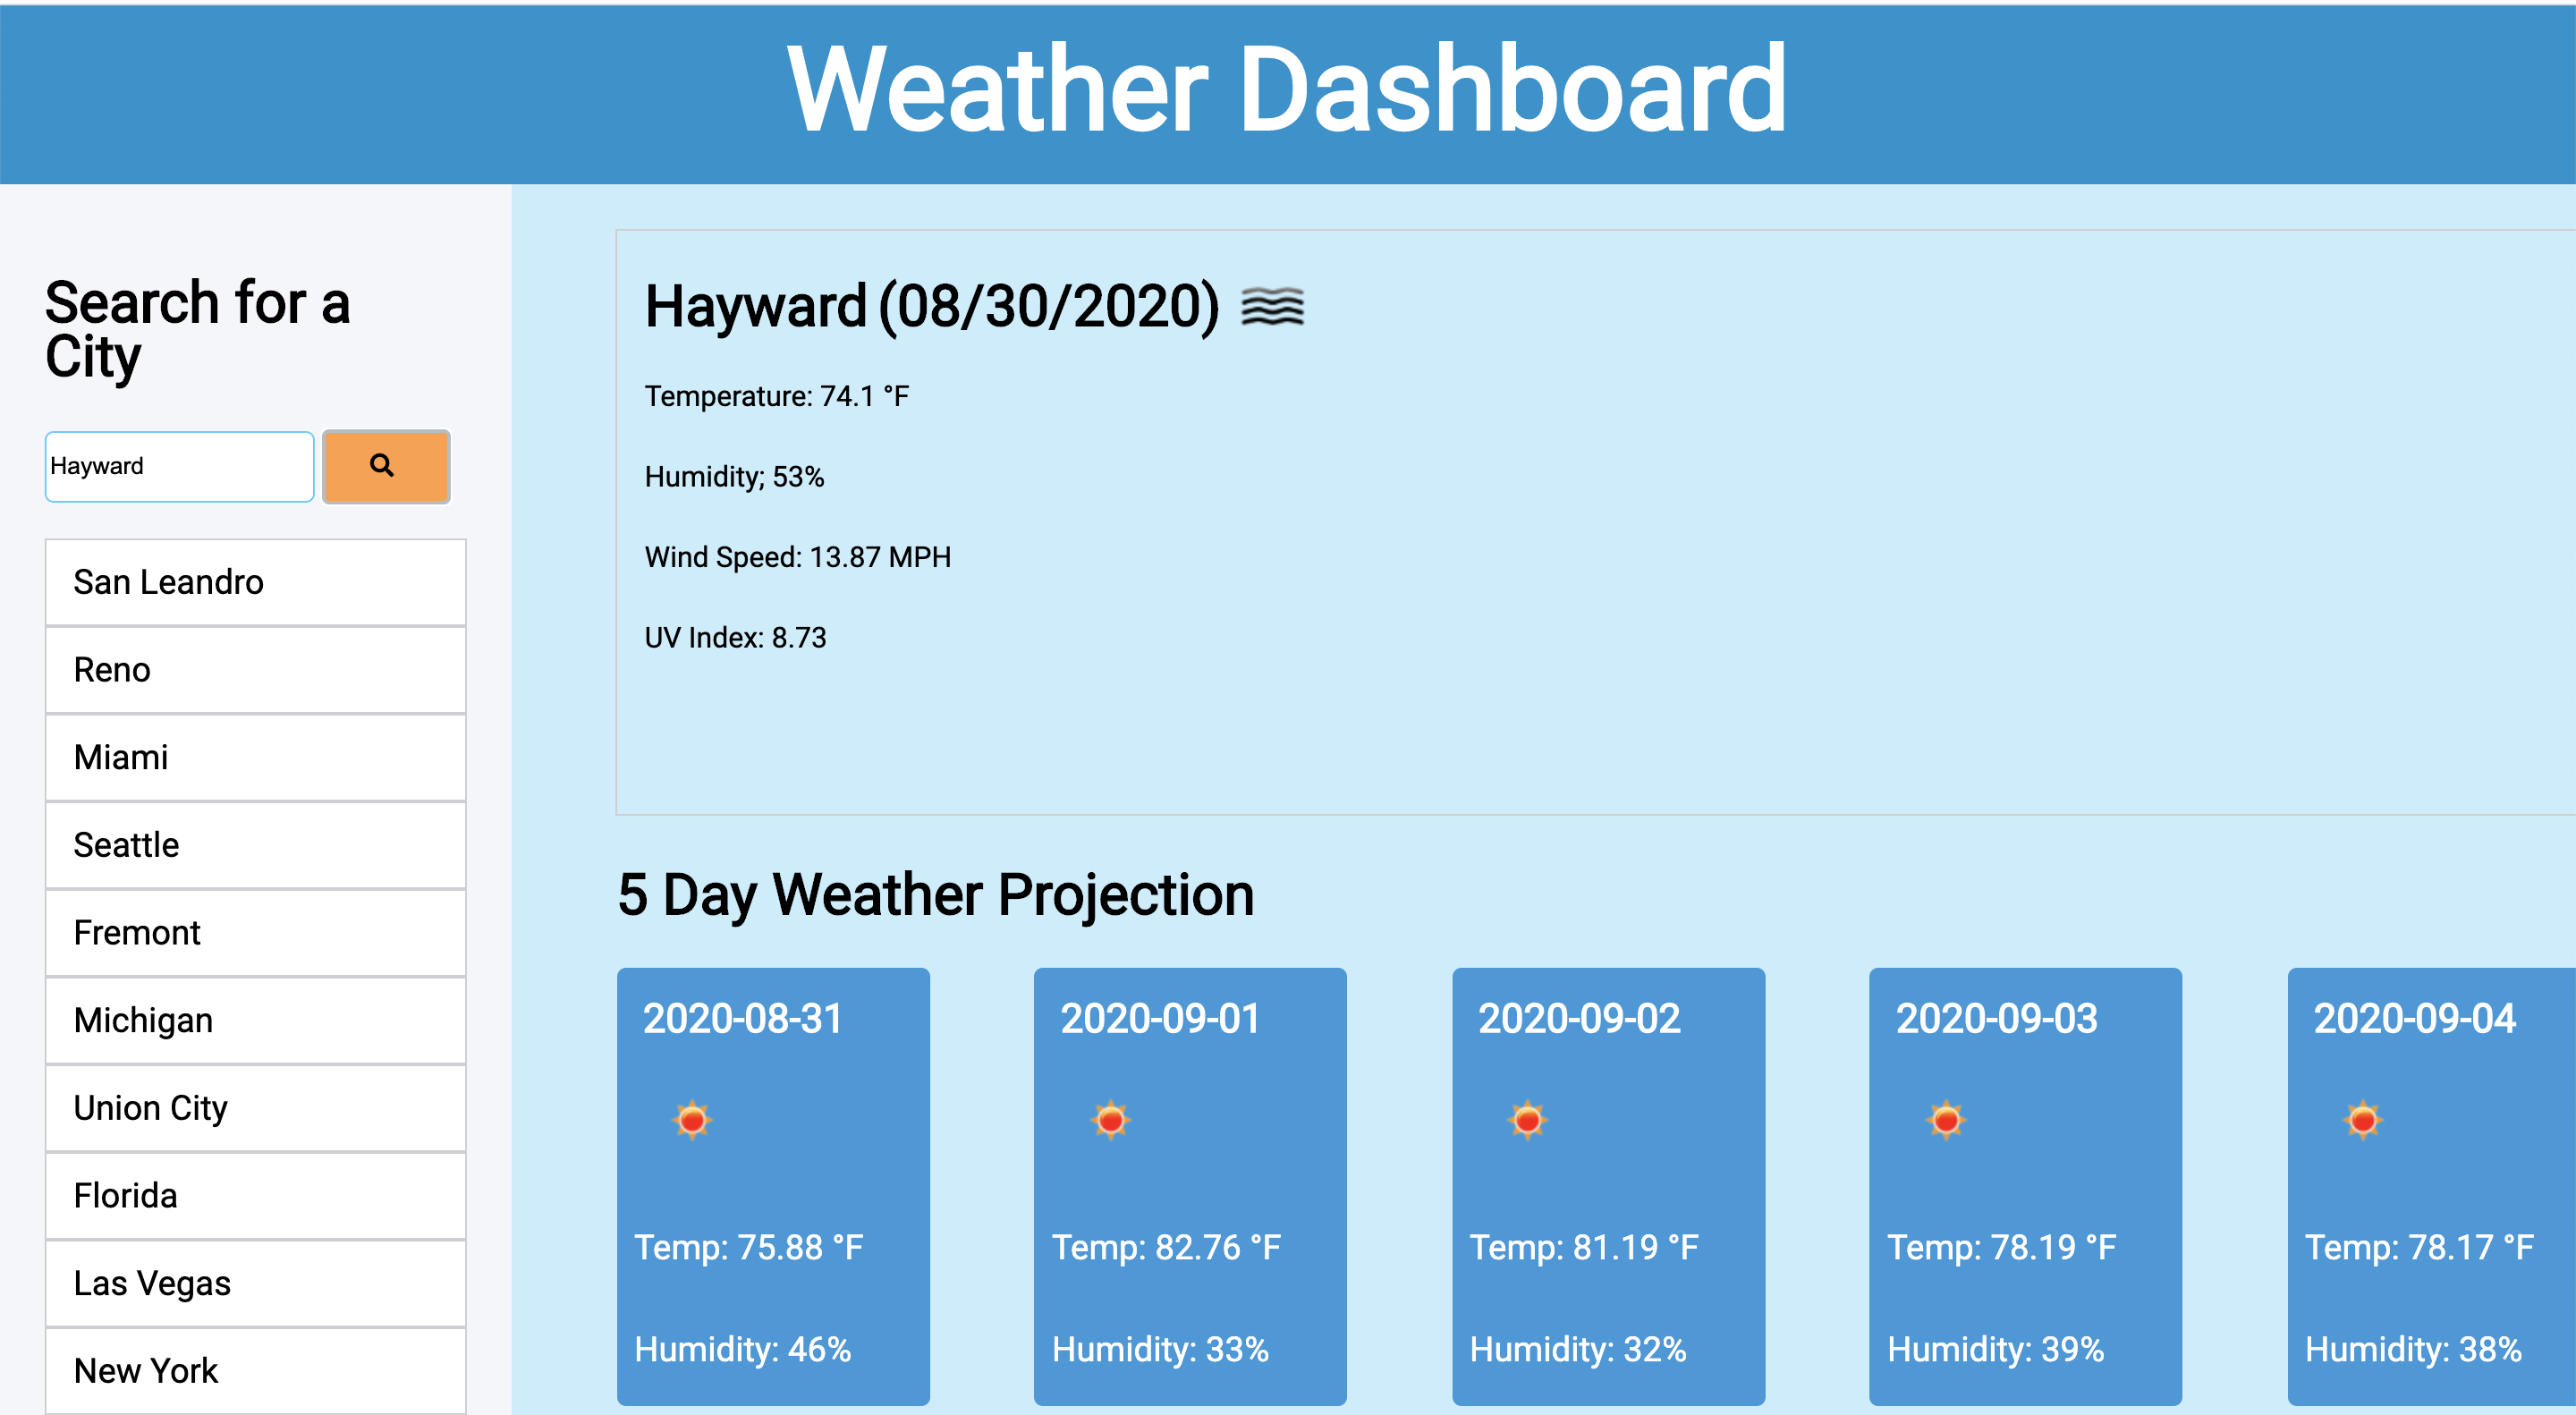 Weather Dashboard
Search for a
City
Hayward
San Leandro
Reno
Miami
Seattle
Fremont
Michigan
Union City
Florida
Las Vegas
New York
Hayward (08/30/2020)
Temperature: 74.1 °F
Humidity; 53%
Wind Speed: 13.87 MPH
UV Index: 8.73
5 Day Weather Projection
2020-08-31
Temp: 75.88 °F
Humidity: 46%
2020-09-01
Temp: 82.76 °F
Humidity: 33%
2020-09-02
Temp: 81.19 °F
Humidity: 32%
2020-09-03
Temp: 78.19 °F
Humidity: 39%
2020-09-04
Temp: 78.17 °F
Humidity: 38%